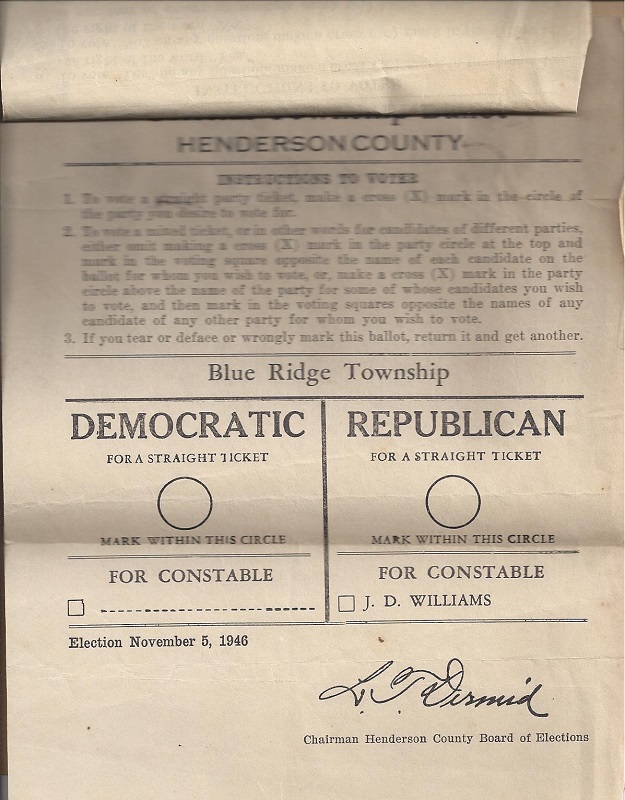 HENDERSON COUNTY
INSTRUCTIONS TO VOTER
1. To vote a straight party ticket, make a cross (X) mark in the circle of
the party you desire to vote for.
2. To vote a mixed ticket, or in other words for candidates of different parties,
either omit making a cross (X) mark in the party circle at the top and
mark in the voting square opposite the name of each candidate on the
ballot for whom you wish to vote, or, make a cross (X) mark in the party
circle above the name of the party for some of whose candidates you wish
to vote, and then mark in the voting squares opposite the names of any
candidate of any other party for whom you wish to vote.
3. If you tear or deface or wrongly mark this ballot, return it and get another.
Blue Ridge Township
DEMOCRATIC
FOR A STRAIGHT TICKET
MARK WITHIN THIS CIRCLE
FOR CONSTABLE
REPUBLICAN
FOR A STRAIGHT TICKET
MARK WITHIN THIS CIRCLE
FOR CONSTABLE
J. D. WILLIAMS
Election November 5, 1946
L. T. Dermid
Chairman Henderson County Board of Elections